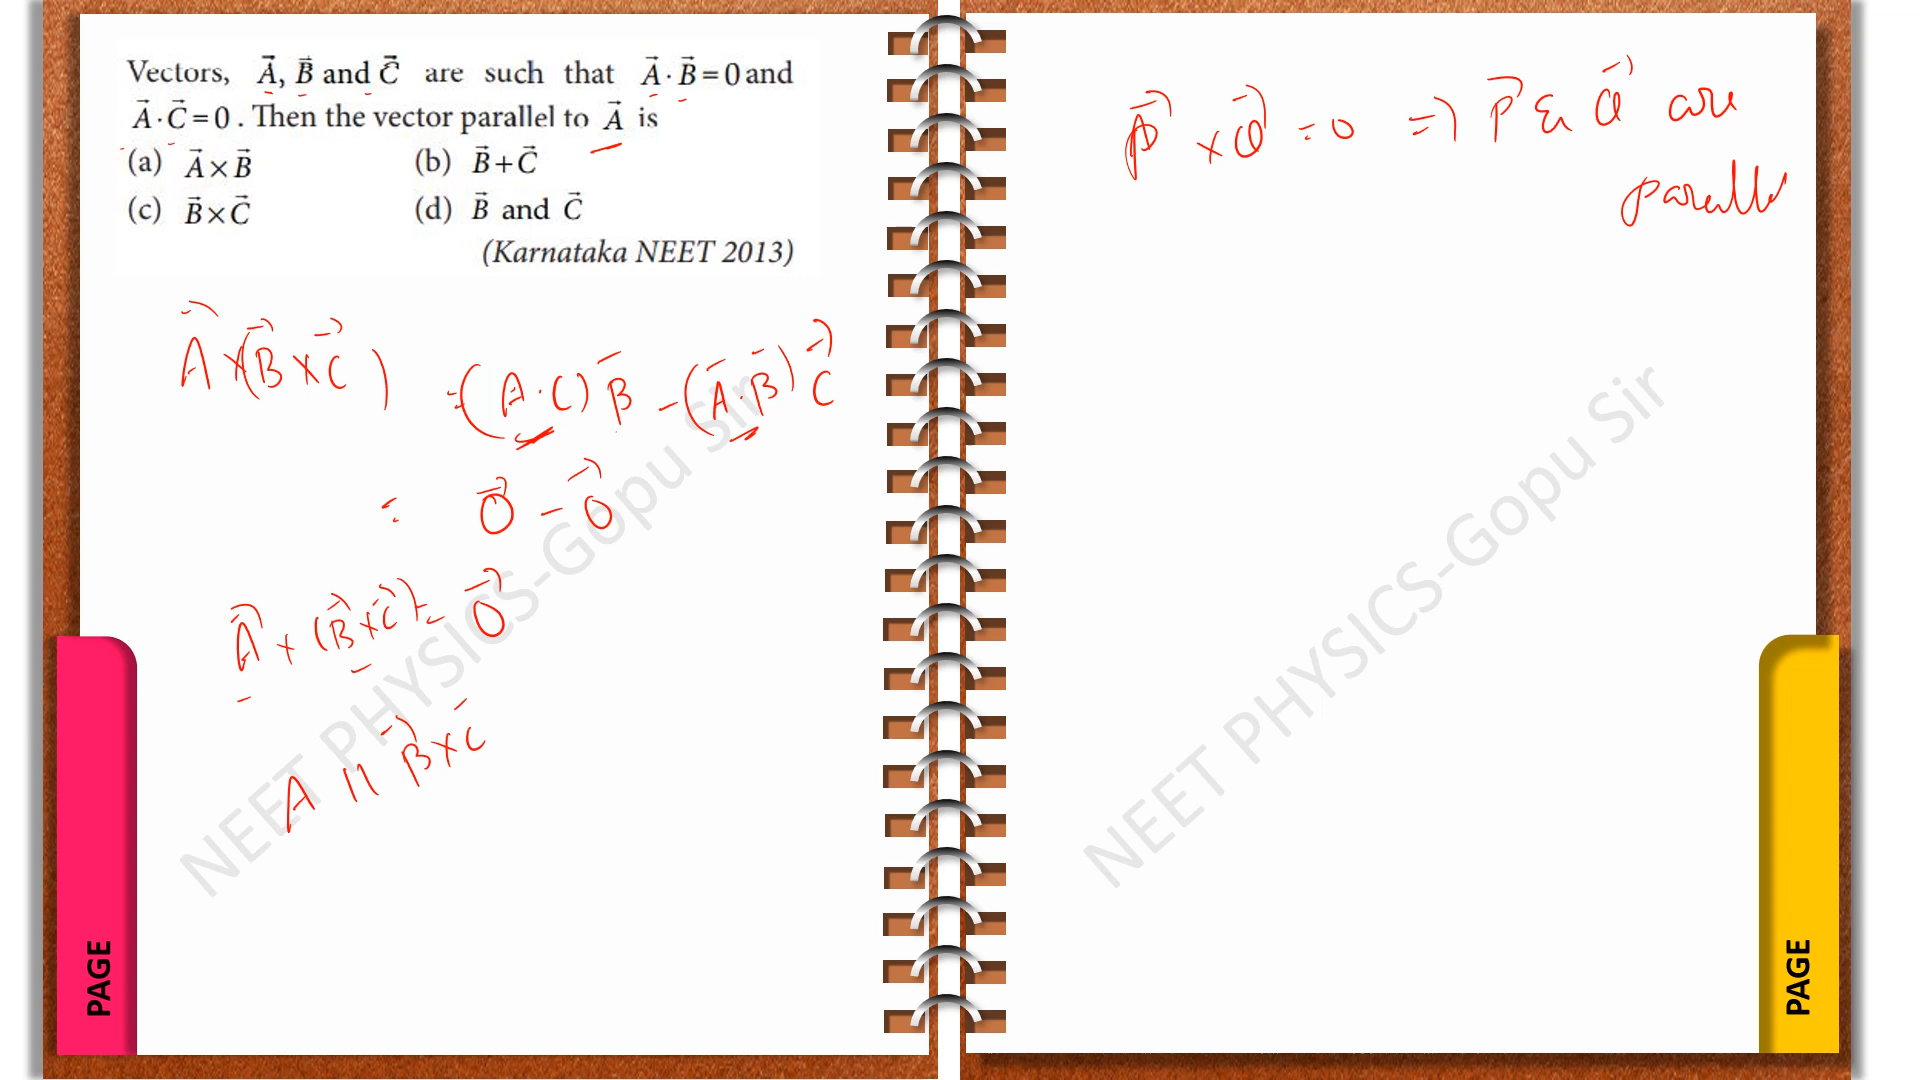 Vectors, A⃗, B⃗ and C⃗ are such that A⃗ · B⃗ = 0 and
A⃗ · C⃗ = 0 . Then the vector parallel to A⃗ is
(a) A⃗ × B⃗ (b) B⃗ + C⃗
(c) B⃗ × C⃗ (d) B⃗ and C⃗
(Karnataka NEET 2013)
A⃗ × (B⃗ × C⃗) = (A · C) B̄ − (Ā · B̄) C⃗
= 0⃗ − 0⃗
A⃗ × (B⃗ × C⃗) = 0⃗
A || B⃗ × C̄
NEET PHYSICS-Gopu Sir
PAGE
P⃗ × Q⃗ = 0 ⇒ P⃗ & Q⃗ are
parallel
NEET PHYSICS-Gopu Sir
PAGE